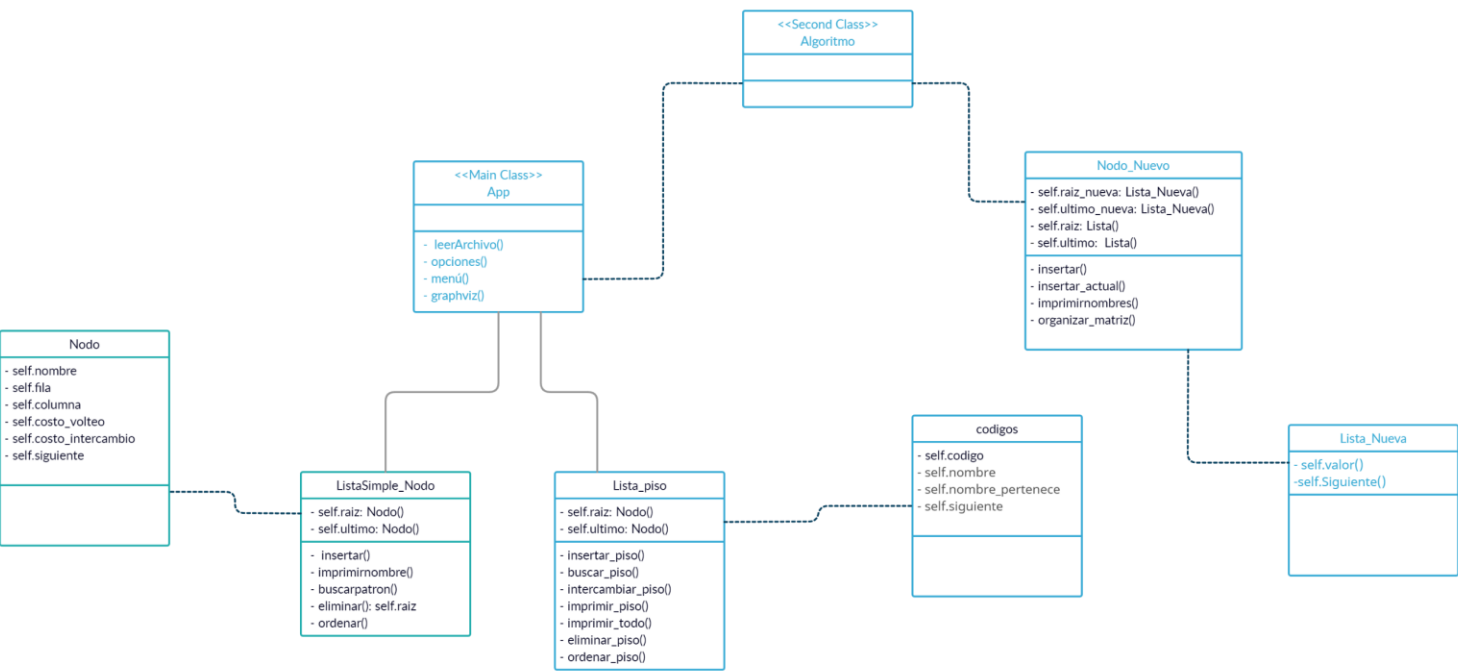 <<Second Class>>
Algoritmo
<<Main Class>>
App
- leerArchivo()
- opciones()
- menú()
- graphviz()
Nodo_Nuevo
- self.raiz_nueva: Lista_Nueva()
- self.ultimo_nueva: Lista_Nueva()
- self.raiz: Lista()
- self.ultimo: Lista()
- insertar()
- insertar_actual()
- imprimirnombres()
- organizar_matriz()
Nodo
- self.nombre
- self.fila
- self.columna
- self.costo_volteo
- self.costo_intercambio
- self.siguiente
ListaSimple_Nodo
- self.raiz: Nodo()
- self.ultimo: Nodo()
- insertar()
- imprimirnombre()
- buscarpatron()
- eliminar(): self.raiz
- ordenar()
Lista_piso
- self.raiz: Nodo()
- self.ultimo: Nodo()
- insertar_piso()
- buscar_piso()
- intercambiar_piso()
- imprimir_piso()
- imprimir_todo()
- eliminar_piso()
- ordenar_piso()
codigos
- self.codigo
- self.nombre
- self.nombre_pertenece
- self.siguiente
Lista_Nueva
- self.valor()
-self.Siguiente()